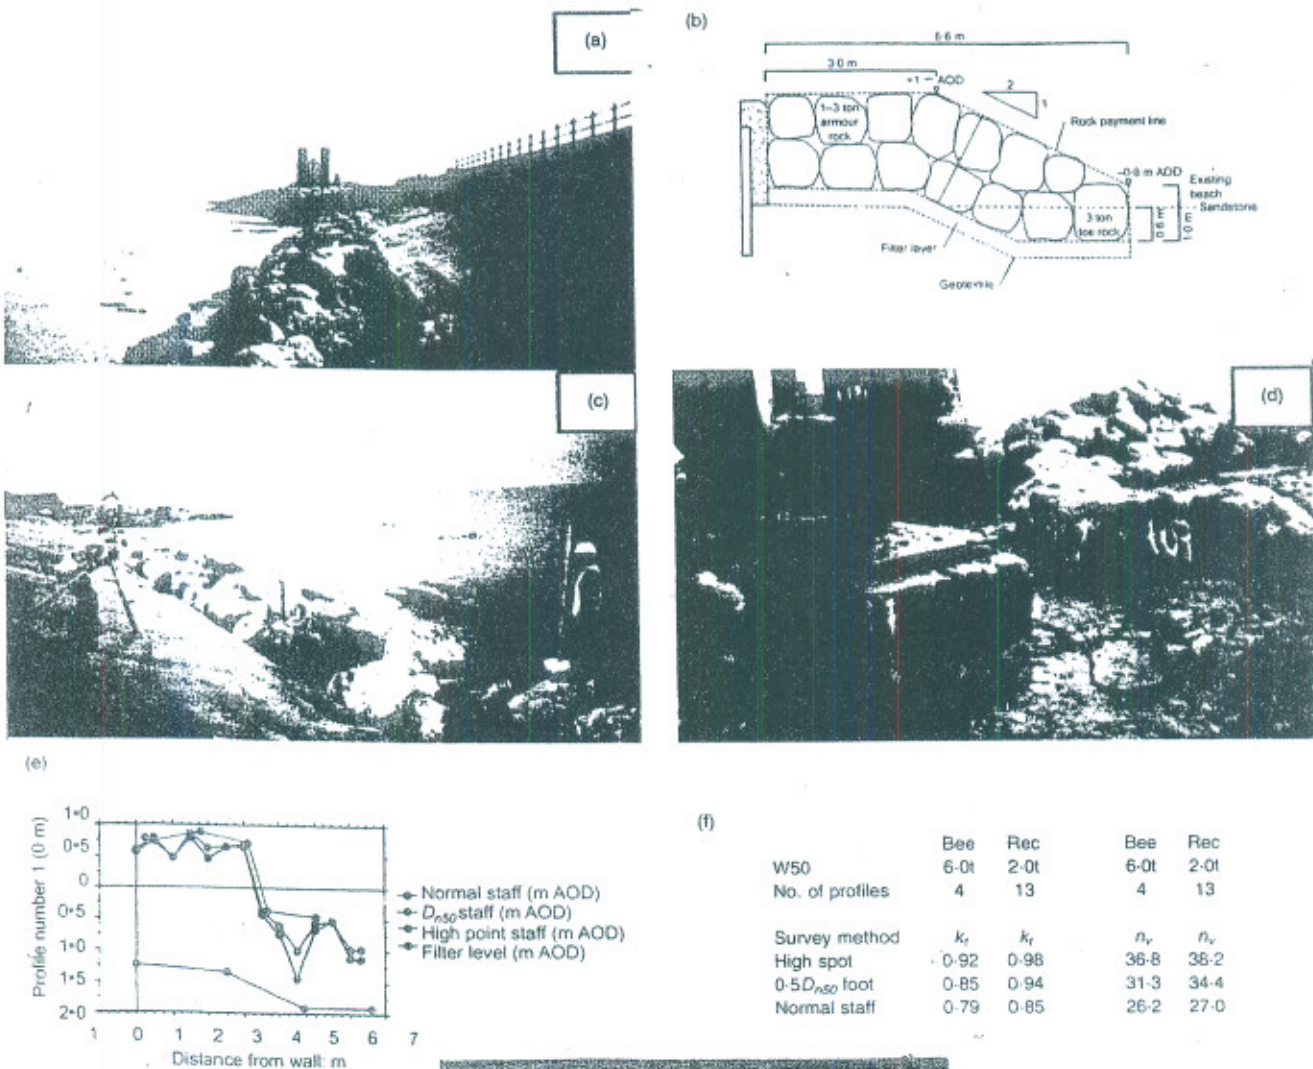 (a)
(b)
6·6 m
3·0 m
+1 — AOD
2
1
1–3 ton
armour
rock
Rock payment line
–0·8 m AOD
Existing
beach
Sandstone
3 ton
toe rock
0·6 m
1·0 m
Filter layer
Geotextile
(c)
(d)
109
(e)
Profile number 1 (0 m)
1•0
0•5
0
0•5
1•0
1•5
2•0
1 0 1 2 3 4 5 6 7
Distance from wall: m
Normal staff (m AOD)
Dn50 staff (m AOD)
High point staff (m AOD)
Filter level (m AOD)
(f)
Bee Rec Bee Rec
W50 6·0t 2·0t 6·0t 2·0t
No. of profiles 4 13 4 13
Survey method kt kt nv nv
High spot 0·92 0·98 36·8 38·2
0·5Dn50 foot 0·85 0·94 31·3 34·4
Normal staff 0·79 0·85 26·2 27·0